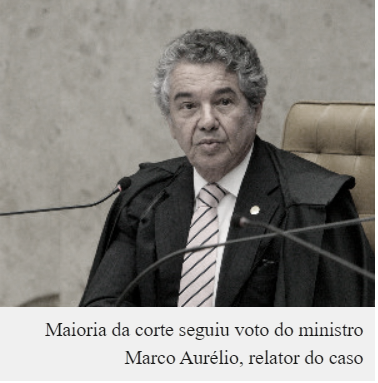 Maioria da corte seguiu voto do ministro
Marco Aurélio, relator do caso